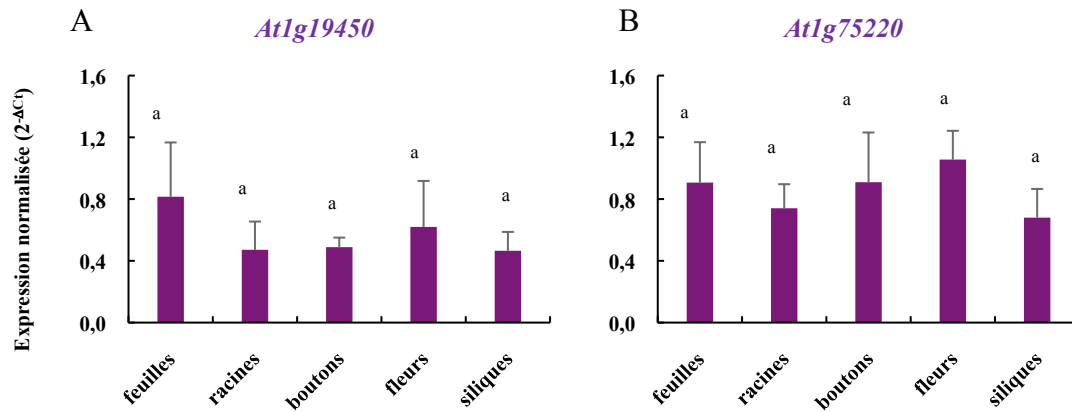 A
At1g19450
Expression normalisée (2-ΔCt)
1,6
1,2
0,8
0,4
0,0
a
a
a
a
a
feuilles
racines
boutons
fleurs
siliques
B
At1g75220
1,6
1,2
0,8
0,4
0,0
a
a
a
a
a
feuilles
racines
boutons
fleurs
siliques